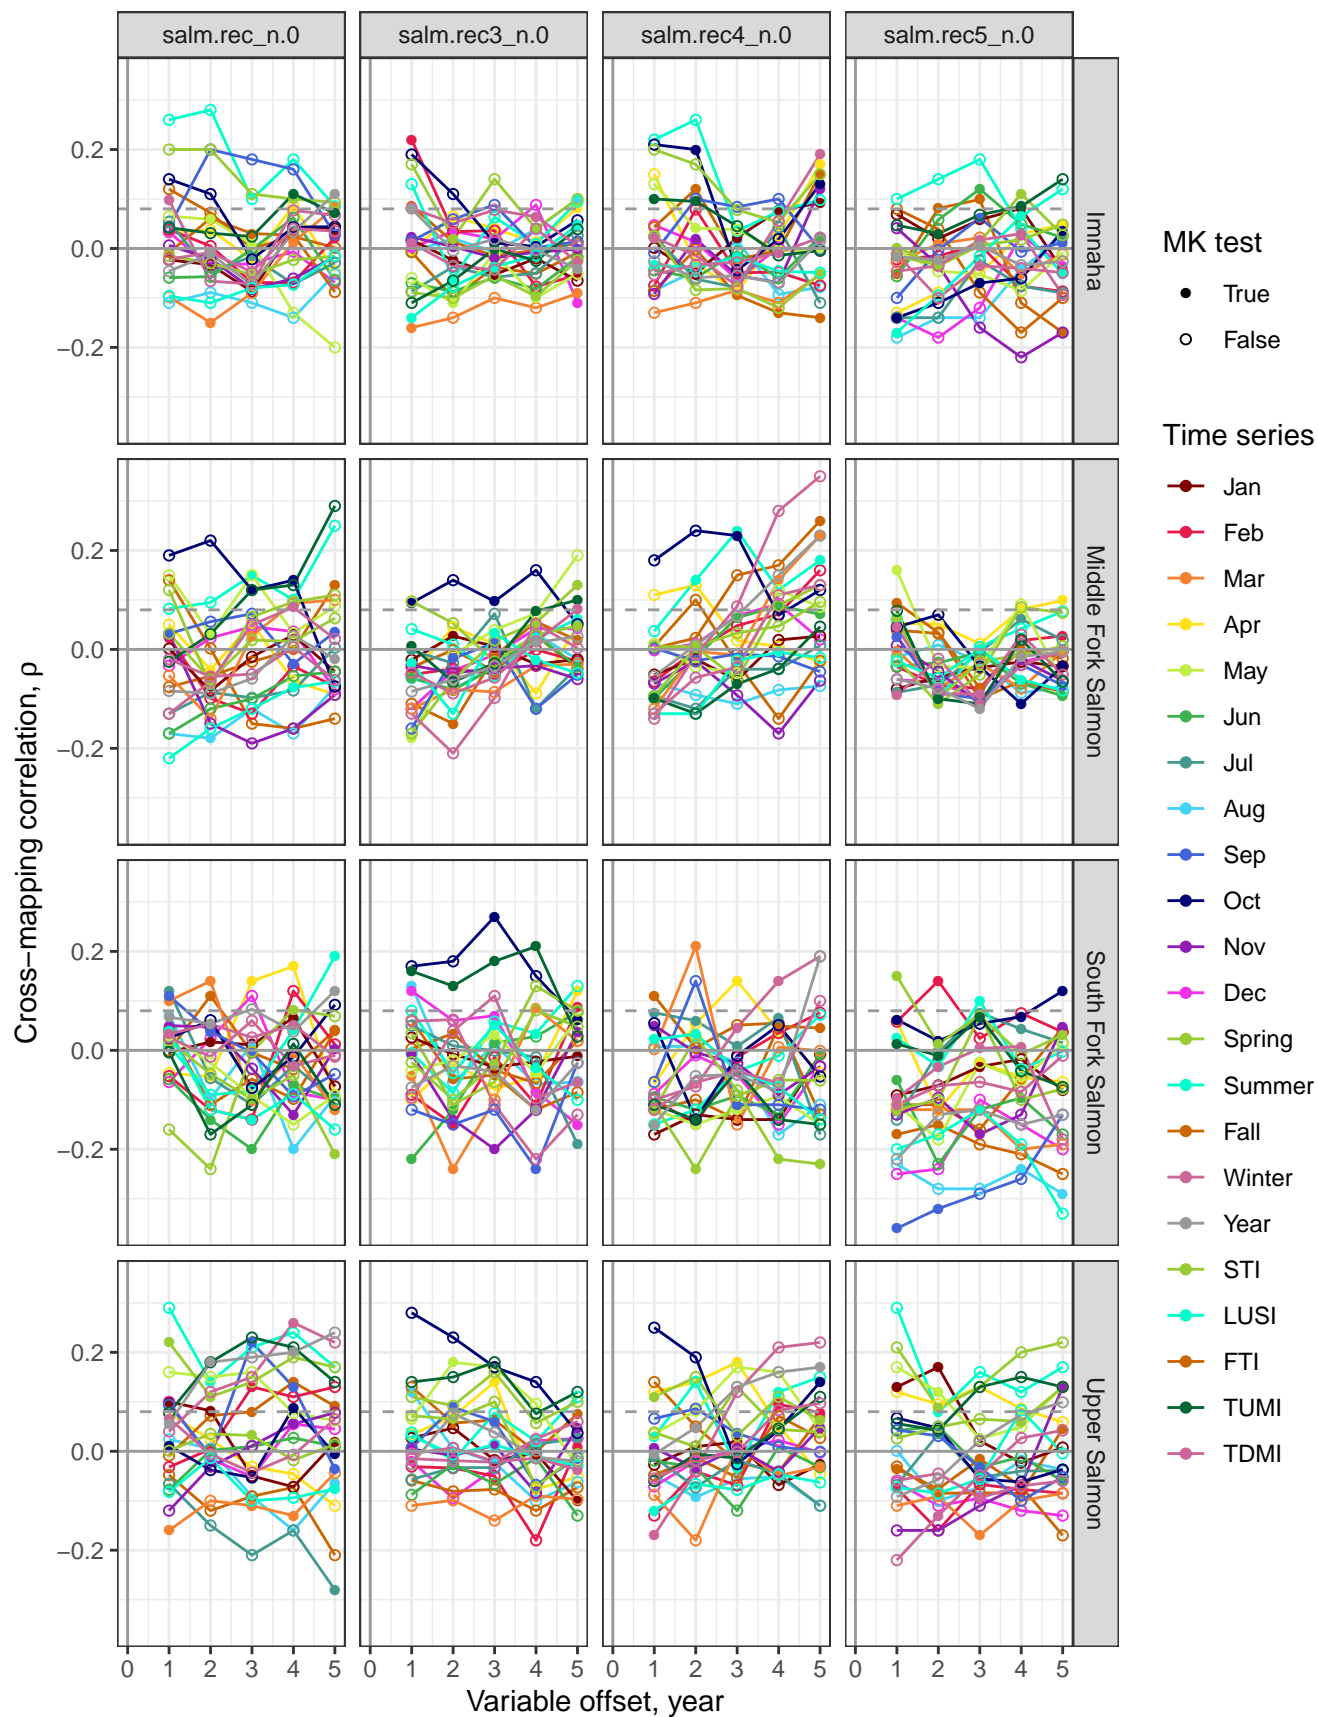 salm.rec_n.0 salm.rec3_n.0 salm.rec4_n.0 salm.rec5_n.0
0.2
0.0
−0.2
Imnaha
0.2
0.0
−0.2
Middle Fork Salmon
0.2
0.0
−0.2
South Fork Salmon
0.2
0.0
−0.2
Upper Salmon
0 1 2 3 4 5 0 1 2 3 4 5 0 1 2 3 4 5 0 1 2 3 4 5
Variable offset, year
Cross−mapping correlation, ρ
MK test
True
False
Time series
Jan
Feb
Mar
Apr
May
Jun
Jul
Aug
Sep
Oct
Nov
Dec
Spring
Summer
Fall
Winter
Year
STI
LUSI
FTI
TUMI
TDMI